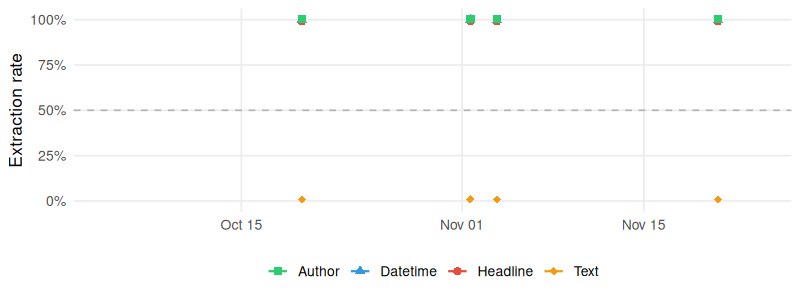 Extraction rate
100%
75%
50%
25%
0%
Oct 15 Nov 01 Nov 15
Author Datetime Headline Text